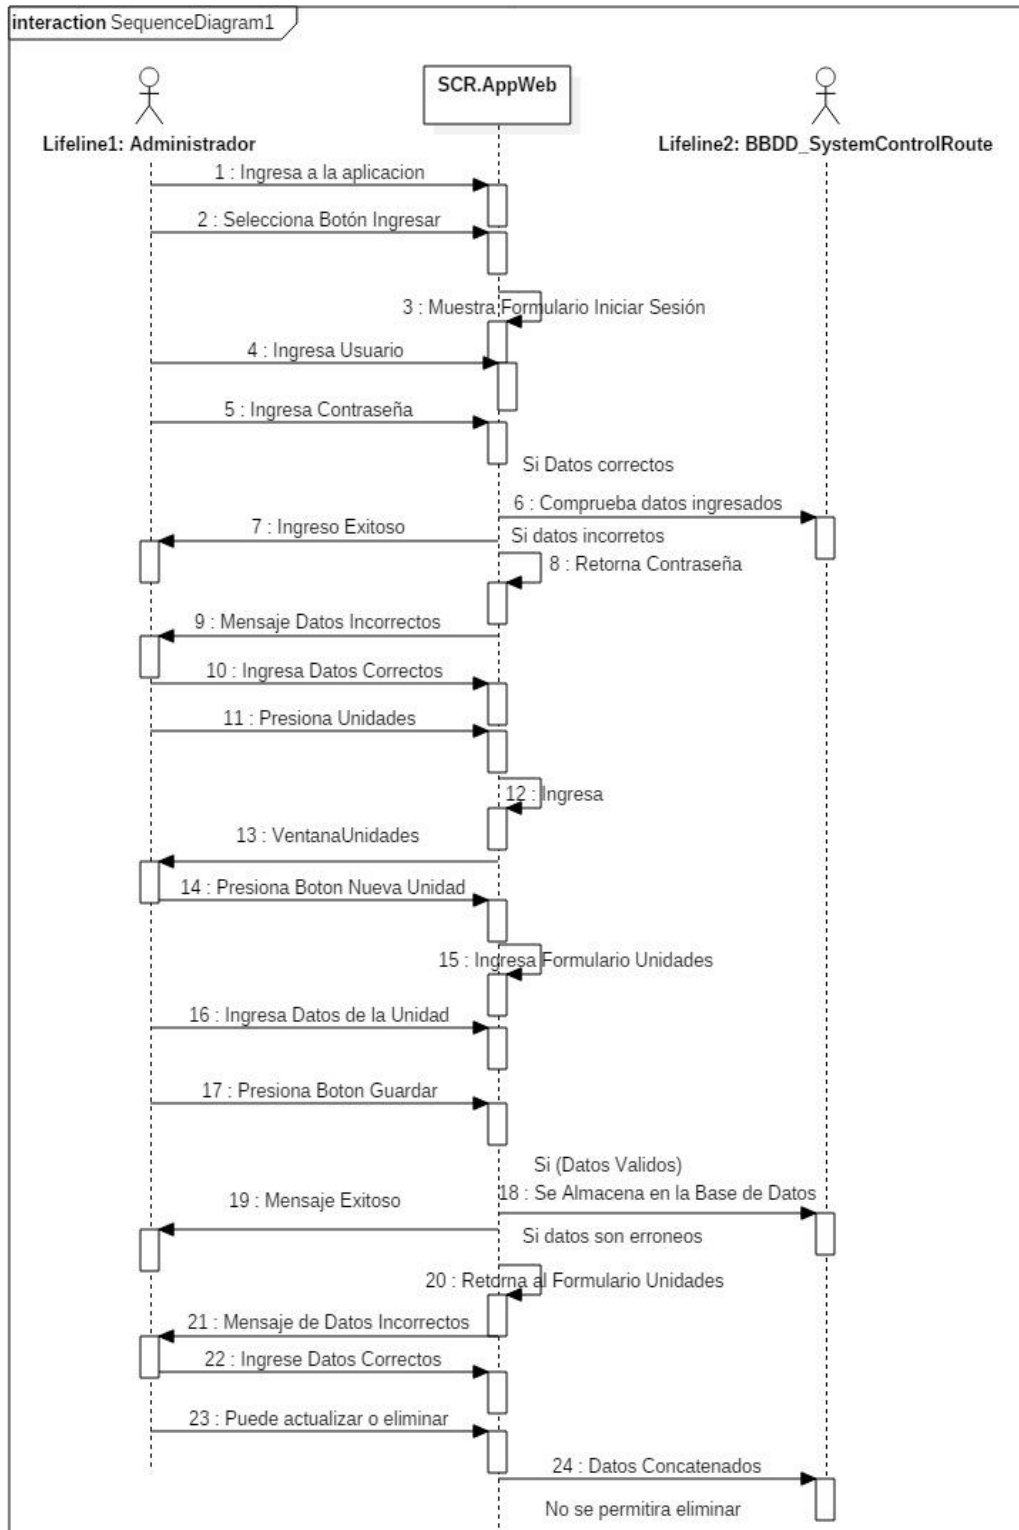 interaction SequenceDiagram1
SCR.AppWeb
Lifeline1: Administrador
Lifeline2: BBDD_SystemControlRoute
1 : Ingresa a la aplicacion
2 : Selecciona Botón Ingresar
3 : Muestra Formulario Iniciar Sesión
4 : Ingresa Usuario
5 : Ingresa Contraseña
Si Datos correctos
6 : Comprueba datos ingresados
7 : Ingreso Exitoso
Si datos incorretos
8 : Retorna Contraseña
9 : Mensaje Datos Incorrectos
10 : Ingresa Datos Correctos
11 : Presiona Unidades
12 : Ingresa
13 : VentanaUnidades
14 : Presiona Boton Nueva Unidad
15 : Ingresa Formulario Unidades
16 : Ingresa Datos de la Unidad
17 : Presiona Boton Guardar
Si (Datos Validos)
18 : Se Almacena en la Base de Datos
19 : Mensaje Exitoso
Si datos son erroneos
20 : Retorna al Formulario Unidades
21 : Mensaje de Datos Incorrectos
22 : Ingrese Datos Correctos
23 : Puede actualizar o eliminar
24 : Datos Concatenados
No se permitira eliminar